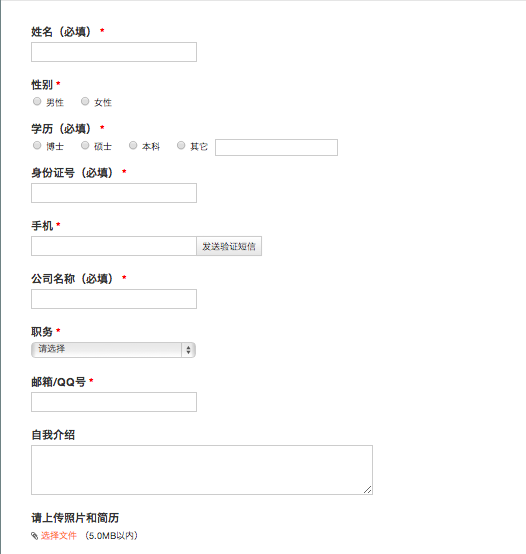 姓名（必填） *
性别 *
男性 女性
学历（必填） *
博士 硕士 本科 其它
身份证号（必填） *
手机 *
发送验证短信
公司名称（必填） *
职务 *
请选择
邮箱/QQ号 *
自我介绍
请上传照片和简历
选择文件 （5.0MB以内）